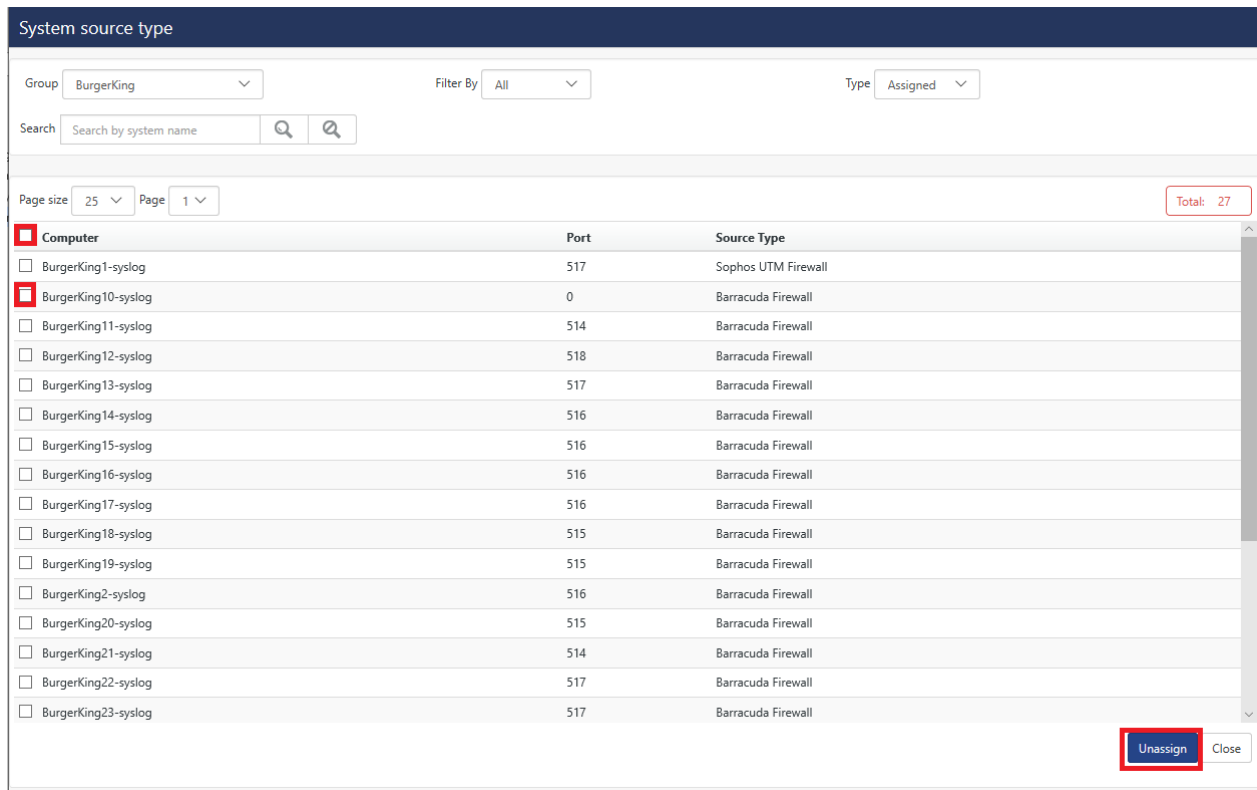 System source type
Group BurgerKing Filter By All Type Assigned
Search Search by system name
Page size 25 Page 1 Total: 27
Computer Port Source Type
BurgerKing1-syslog 517 Sophos UTM Firewall
BurgerKing10-syslog 0 Barracuda Firewall
BurgerKing11-syslog 514 Barracuda Firewall
BurgerKing12-syslog 518 Barracuda Firewall
BurgerKing13-syslog 517 Barracuda Firewall
BurgerKing14-syslog 516 Barracuda Firewall
BurgerKing15-syslog 516 Barracuda Firewall
BurgerKing16-syslog 516 Barracuda Firewall
BurgerKing17-syslog 516 Barracuda Firewall
BurgerKing18-syslog 515 Barracuda Firewall
BurgerKing19-syslog 515 Barracuda Firewall
BurgerKing2-syslog 516 Barracuda Firewall
BurgerKing20-syslog 515 Barracuda Firewall
BurgerKing21-syslog 514 Barracuda Firewall
BurgerKing22-syslog 517 Barracuda Firewall
BurgerKing23-syslog 517 Barracuda Firewall
Unassign Close